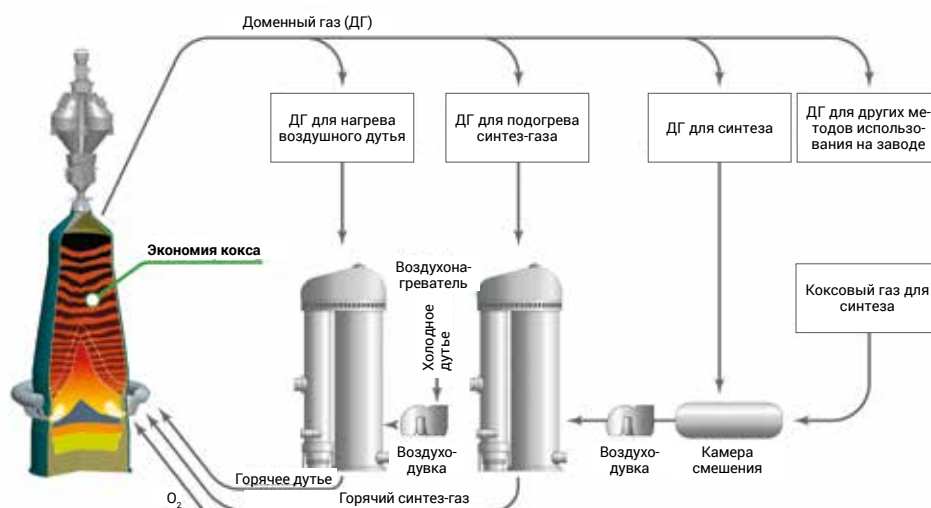 Доменный газ (ДГ)
ДГ для нагрева
воздушного дутья
ДГ для подогрева
синтез-газа
ДГ для синтеза
ДГ для других ме-
тодов использо-
вания на заводе
Экономия кокса
Воздухона-
греватель
Холодное
дутье
Коксовый газ для
синтеза
Воздухо-
дувка
Воздухо-
дувка
Камера
смешения
Горячее дутье
O₂
Горячий синтез-газ